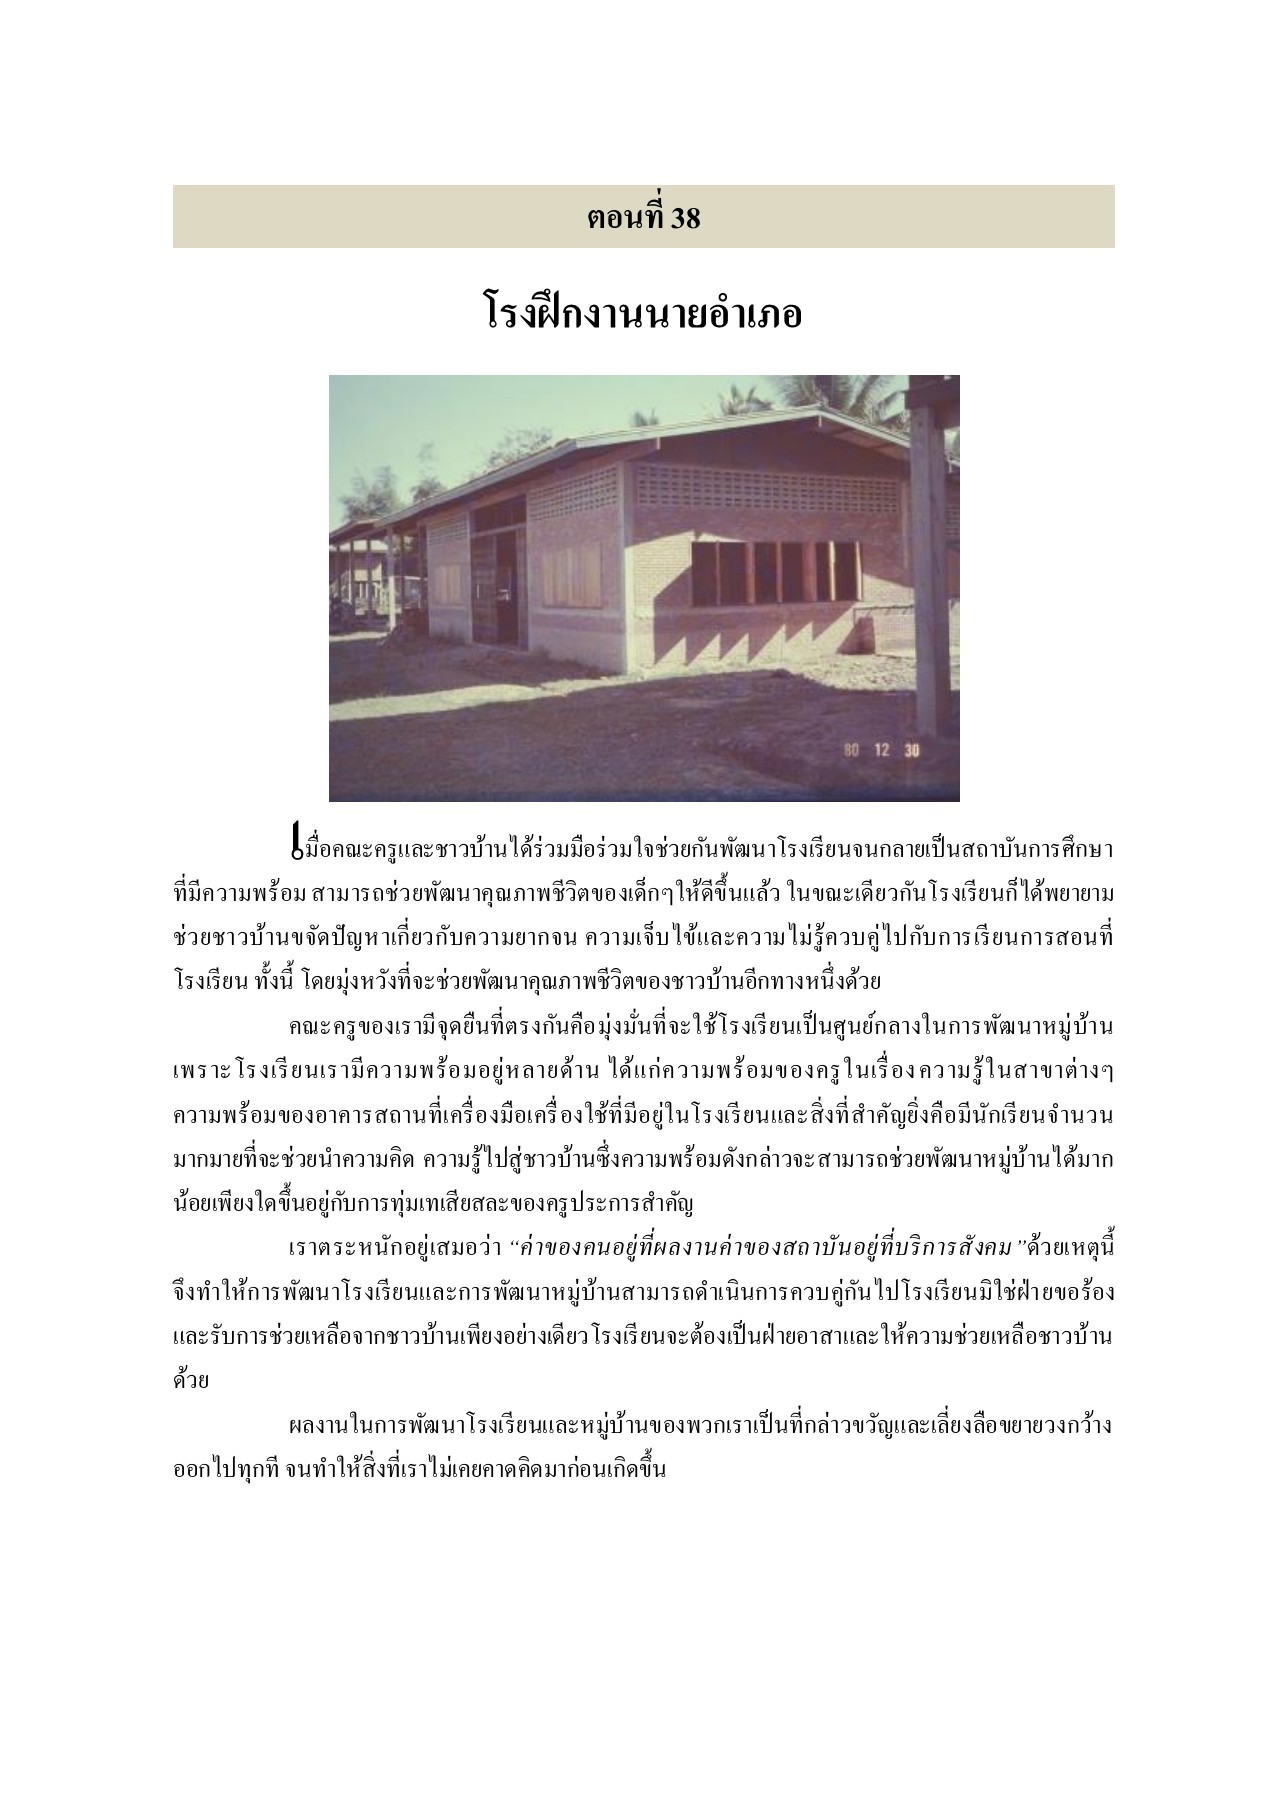 ตอนที่ 38
โรงฝึกงานนายอำเภอ
80 12 30
เมื่อคณะครูและชาวบ้านได้ร่วมมือร่วมใจช่วยกันพัฒนาโรงเรียนจนกลายเป็นสถาบันการศึกษา
ที่มีความพร้อม สามารถช่วยพัฒนาคุณภาพชีวิตของเด็กๆให้ดีขึ้นแล้ว ในขณะเดียวกันโรงเรียนก็ได้พยายาม
ช่วยชาวบ้านขจัดปัญหาเกี่ยวกับความยากจน ความเจ็บไข้และความไม่รู้ควบคู่ไปกับการเรียนการสอนที่
โรงเรียน ทั้งนี้ โดยมุ่งหวังที่จะช่วยพัฒนาคุณภาพชีวิตของชาวบ้านอีกทางหนึ่งด้วย
คณะครูของเรามีจุดยืนที่ตรงกันคือมุ่งมั่นที่จะใช้โรงเรียนเป็นศูนย์กลางในการพัฒนาหมู่บ้าน
เพราะโรงเรียนเรามีความพร้อมอยู่หลายด้าน ได้แก่ความพร้อมของครูในเรื่องความรู้ในสาขาต่างๆ
ความพร้อมของอาคารสถานที่เครื่องมือเครื่องใช้ที่มีอยู่ในโรงเรียนและสิ่งที่สำคัญยิ่งคือมีนักเรียนจำนวน
มากมายที่จะช่วยนำความคิด ความรู้ไปสู่ชาวบ้านซึ่งความพร้อมดังกล่าวจะสามารถช่วยพัฒนาหมู่บ้านได้มาก
น้อยเพียงใดขึ้นอยู่กับการทุ่มเทเสียสละของครูประการสำคัญ
เราตระหนักอยู่เสมอว่า “ค่าของคนอยู่ที่ผลงานค่าของสถาบันอยู่ที่บริการสังคม”ด้วยเหตุนี้
จึงทำให้การพัฒนาโรงเรียนและการพัฒนาหมู่บ้านสามารถดำเนินการควบคู่กันไปโรงเรียนมิใช่ฝ่ายขอร้อง
และรับการช่วยเหลือจากชาวบ้านเพียงอย่างเดียวโรงเรียนจะต้องเป็นฝ่ายอาสาและให้ความช่วยเหลือชาวบ้าน
ด้วย
ผลงานในการพัฒนาโรงเรียนและหมู่บ้านของพวกเราเป็นที่กล่าวขวัญและเลี่ยงลือขยายวงกว้าง
ออกไปทุกที จนทำให้สิ่งที่เราไม่เคยคาดคิดมาก่อนเกิดขึ้น